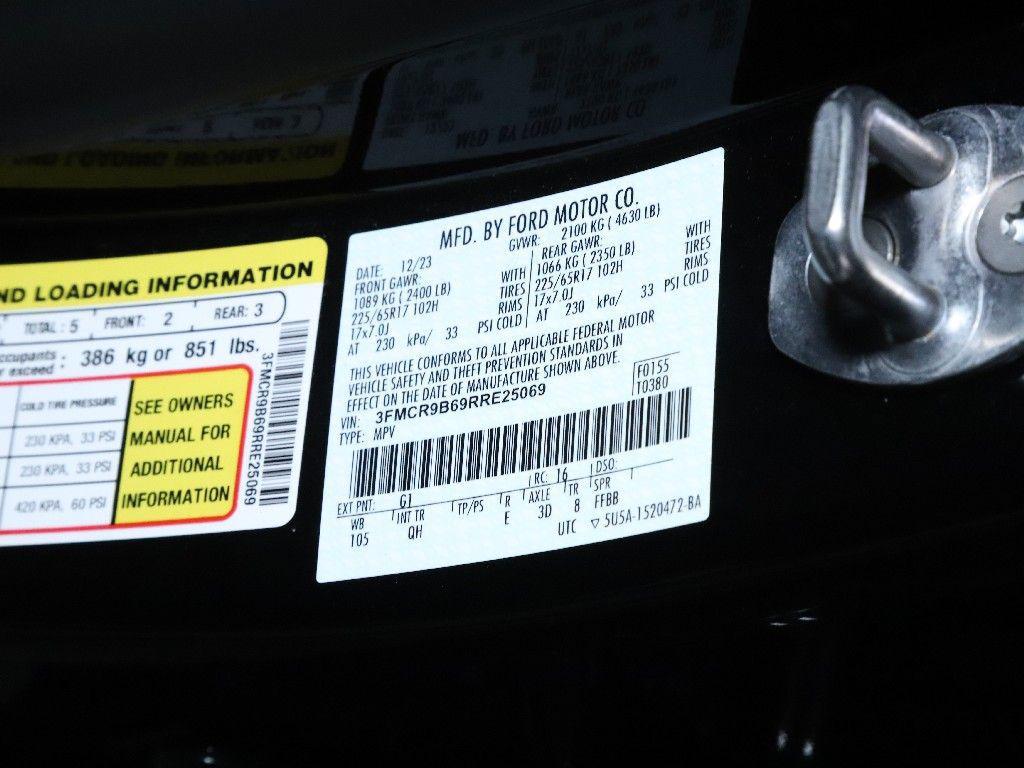 ND LOADING INFORMATION
TOTAL : 5 FRONT: 2 REAR: 3
ccupants
r exceed : 386 kg or 851 lbs.
COLD TIRE PRESSURE
230 KPA, 33 PSI
230 KPA, 33 PSI
420 KPA, 60 PSI
SEE OWNERS
MANUAL FOR
ADDITIONAL
INFORMATION
3FMCR9B69RRE25069
MFD. BY FORD MOTOR CO.
DATE: 12/23 GVWR: 2100 KG ( 4630 LB)
FRONT GAWR: REAR GAWR:
1089 KG ( 2400 LB) WITH 1066 KG ( 2350 LB) WITH
225/65R17 102H TIRES 225/65R17 102H TIRES
17x7.0J RIMS 17x7.0J RIMS
AT 230 kPa/ 33 PSI COLD AT 230 kPa/ 33 PSI COLD
THIS VEHICLE CONFORMS TO ALL APPLICABLE FEDERAL MOTOR
VEHICLE SAFETY AND THEFT PREVENTION STANDARDS IN
EFFECT ON THE DATE OF MANUFACTURE SHOWN ABOVE.
VIN: 3FMCR9B69RRE25069 F0155
TYPE: MPV T0380
EXT PNT: G1 RC: 16 DSO:
WB INT TR TP/PS R AXLE TR SPR
105 QH E 3D 8 FFBB
UTC ▽ 5U5A-1520472-BA